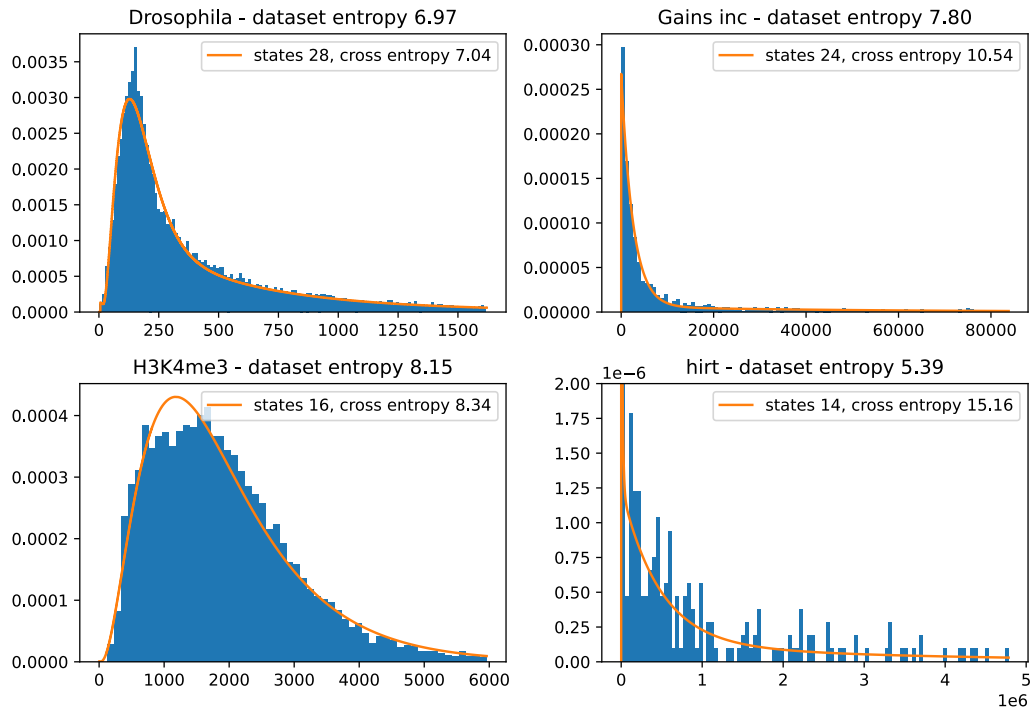 Drosophila - dataset entropy 6.97
states 28, cross entropy 7.04
0.0035
0.0030
0.0025
0.0020
0.0015
0.0010
0.0005
0.0000
0 250 500 750 1000 1250 1500
Gains inc - dataset entropy 7.80
states 24, cross entropy 10.54
0.00030
0.00025
0.00020
0.00015
0.00010
0.00005
0.00000
0 20000 40000 60000 80000
H3K4me3 - dataset entropy 8.15
states 16, cross entropy 8.34
0.0004
0.0003
0.0002
0.0001
0.0000
0 1000 2000 3000 4000 5000 6000
hirt - dataset entropy 5.39
1e−6
states 14, cross entropy 15.16
2.00
1.75
1.50
1.25
1.00
0.75
0.50
0.25
0.00
0 1 2 3 4 5
1e6